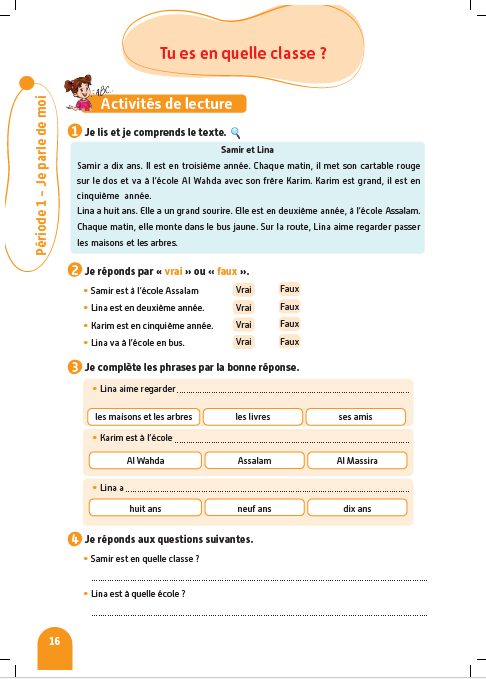 Tu es en quelle classe ?
ABC..
Activités de lecture
Période 1 - Je parle de moi
1 Je lis et je comprends le texte.
Samir et Lina
Samir a dix ans. Il est en troisième année. Chaque matin, il met son cartable rouge
sur le dos et va à l'école Al Wahda avec son frère Karim. Karim est grand, il est en
cinquième année.
Lina a huit ans. Elle a un grand sourire. Elle est en deuxième année, à l'école Assalam.
Chaque matin, elle monte dans le bus jaune. Sur la route, Lina aime regarder passer
les maisons et les arbres.
2 Je réponds par « vrai » ou « faux ».
• Samir est à l'école Assalam Vrai Faux
• Lina est en deuxième année. Vrai Faux
• Karim est en cinquième année. Vrai Faux
• Lina va à l'école en bus. Vrai Faux
3 Je complète les phrases par la bonne réponse.
• Lina aime regarder
les maisons et les arbres les livres ses amis
• Karim est à l'école
Al Wahda Assalam Al Massira
• Lina a
huit ans neuf ans dix ans
4 Je réponds aux questions suivantes.
• Samir est en quelle classe ?
• Lina est à quelle école ?
16